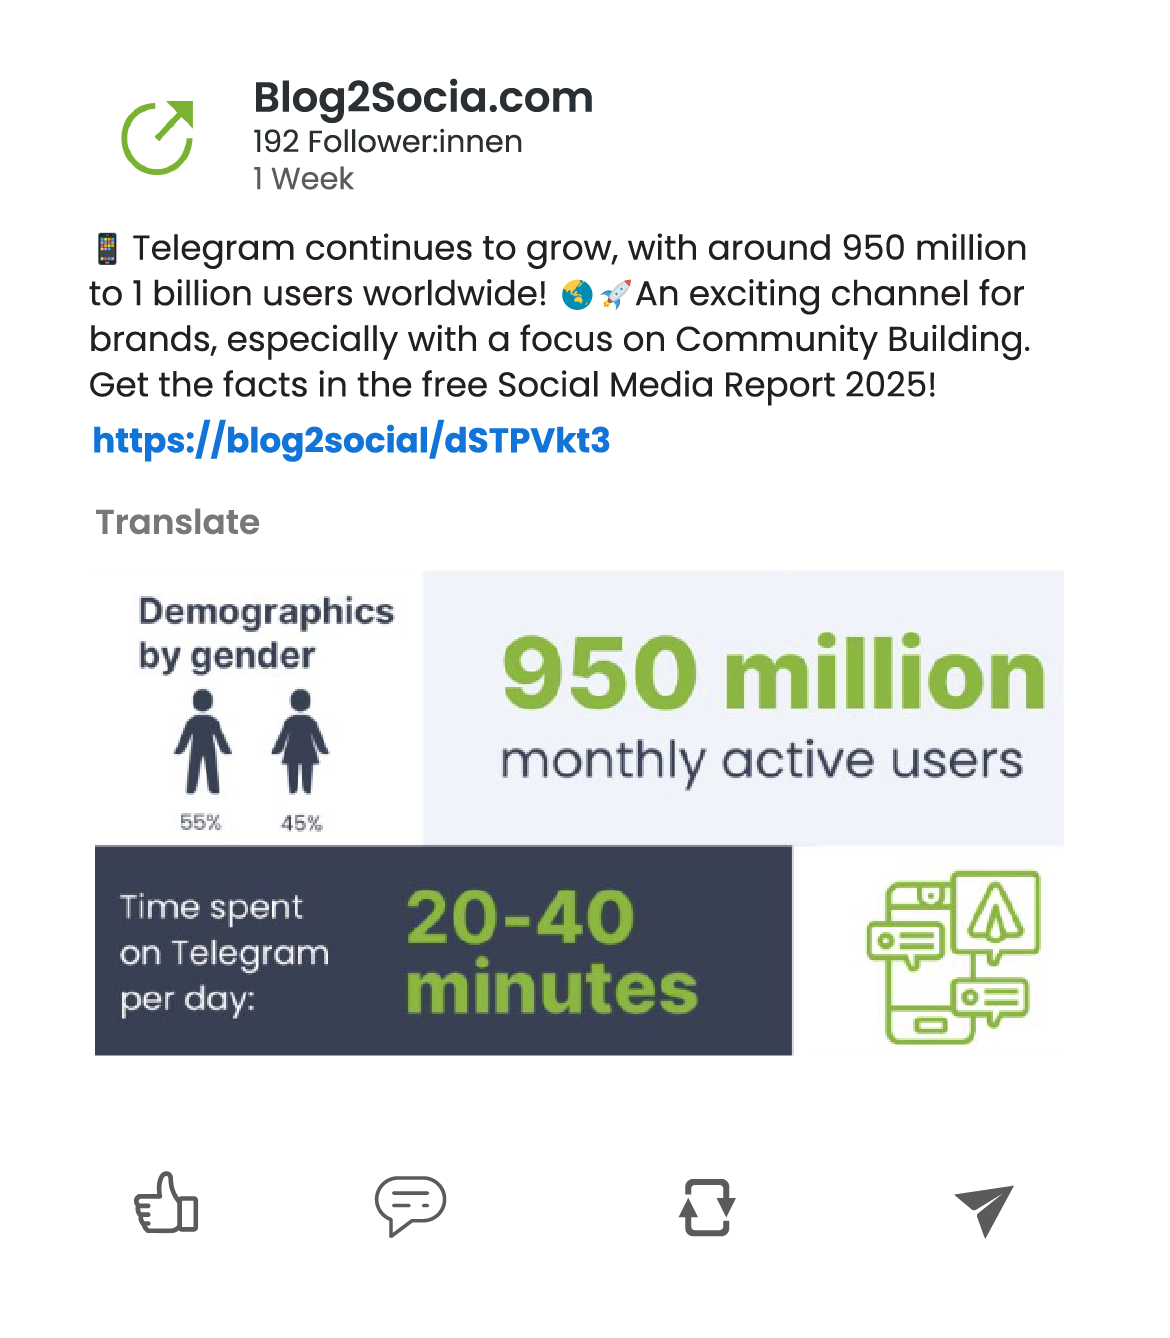 Blog2Socia.com
192 Follower:innen
1 Week
📱 Telegram continues to grow, with around 950 million
to 1 billion users worldwide! 🌏🚀An exciting channel for
brands, especially with a focus on Community Building.
Get the facts in the free Social Media Report 2025!
https://blog2social/dSTPVkt3
Translate
Demographics
by gender
55% 45%
950 million
monthly active users
Time spent
on Telegram
per day:
20-40
minutes